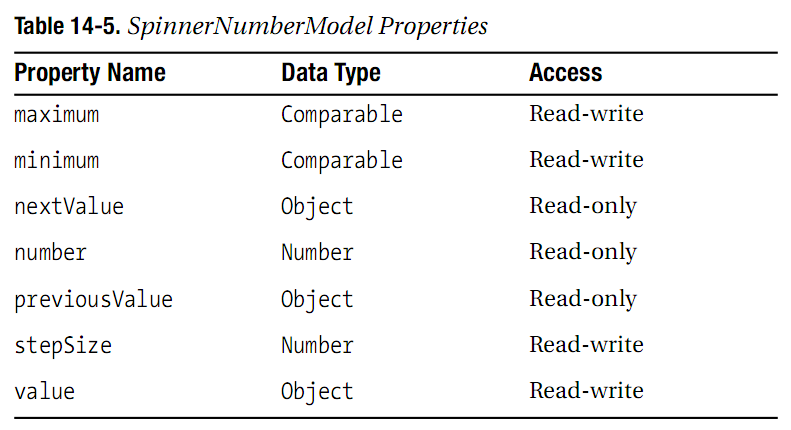 Table 14-5. SpinnerNumberModel Properties
Property Name Data Type Access
maximum Comparable Read-write
minimum Comparable Read-write
nextValue Object Read-only
number Number Read-only
previousValue Object Read-only
stepSize Number Read-write
value Object Read-write